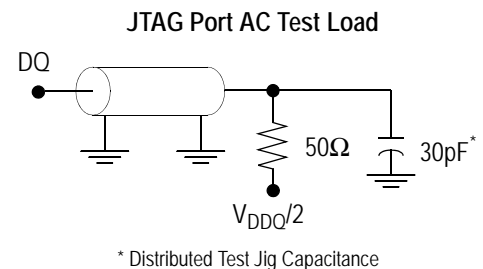 JTAG Port AC Test Load
DQ
50Ω
30pF*
VDDQ/2
* Distributed Test Jig Capacitance